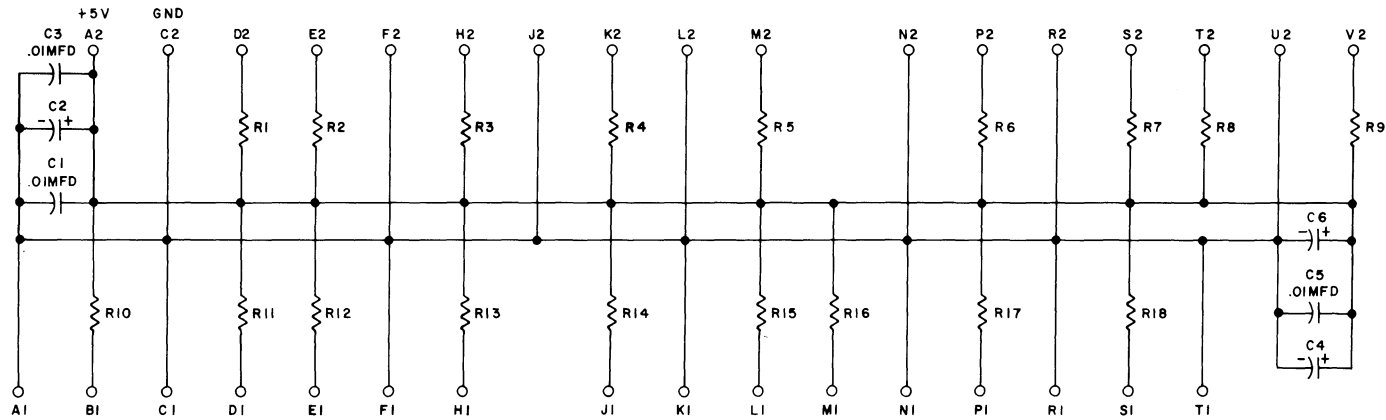 +5V GND
C3 A2 C2 D2 E2 F2 H2 J2 K2 L2 M2 N2 P2 R2 S2 T2 U2 V2
.01MFD
C2
- +
R1 R2 R3 R4 R5 R6 R7 R8 R9
C1
.01MFD
C6
- +
C5
.01MFD
R10 R11 R12 R13 R14 R15 R16 R17 R18
C4
- +
A1 B1 C1 D1 E1 F1 H1 J1 K1 L1 M1 N1 P1 R1 S1 T1